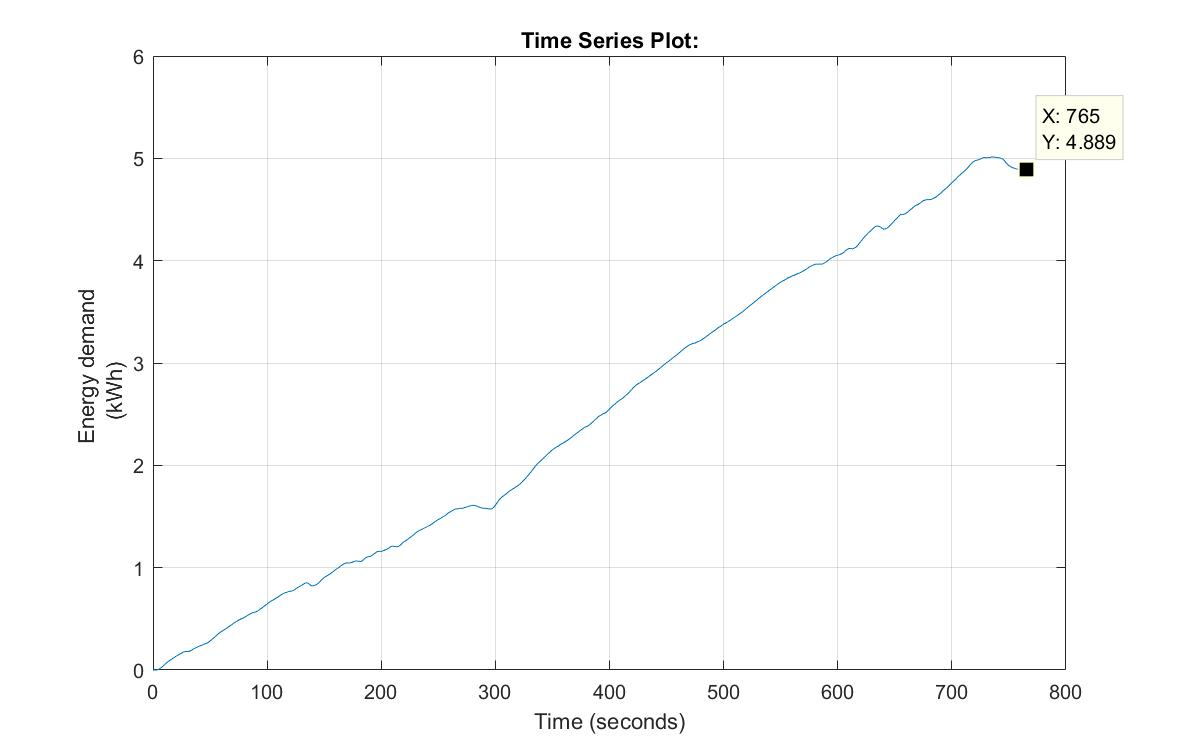 Time Series Plot:
X: 765
Y: 4.889
6
5
4
3
2
1
0
Energy demand
(kWh)
0 100 200 300 400 500 600 700 800
Time (seconds)